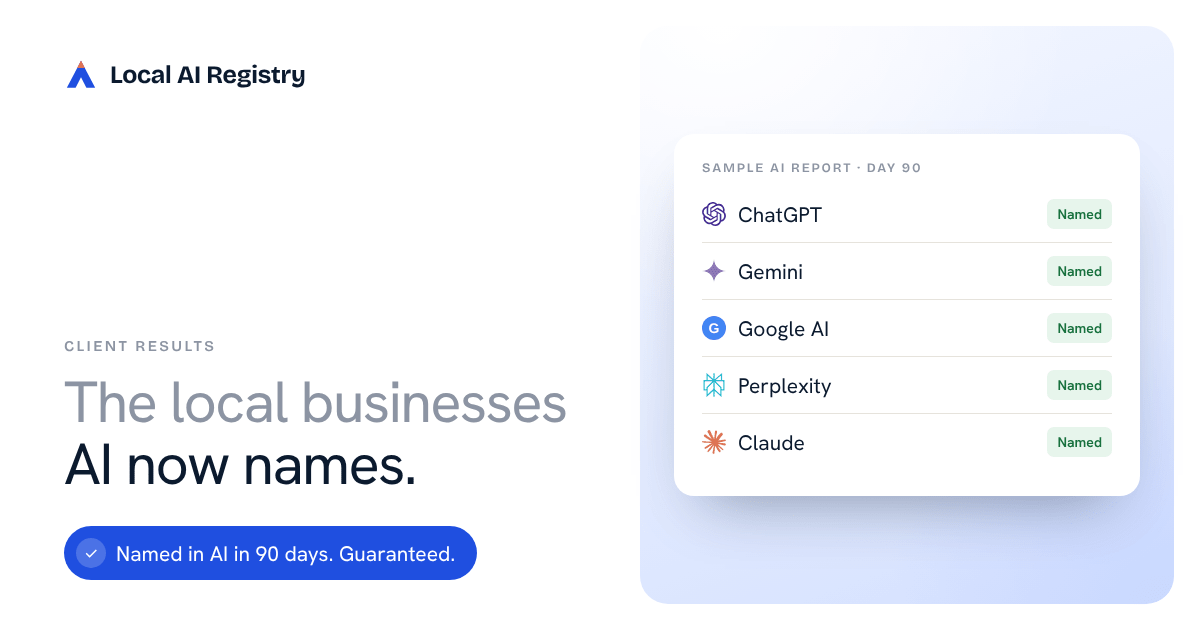 Local AI Registry
CLIENT RESULTS
The local businesses
AI now names.
Named in AI in 90 days. Guaranteed.
SAMPLE AI REPORT · DAY 90
ChatGPT Named
Gemini Named
G Google AI Named
Perplexity Named
Claude Named